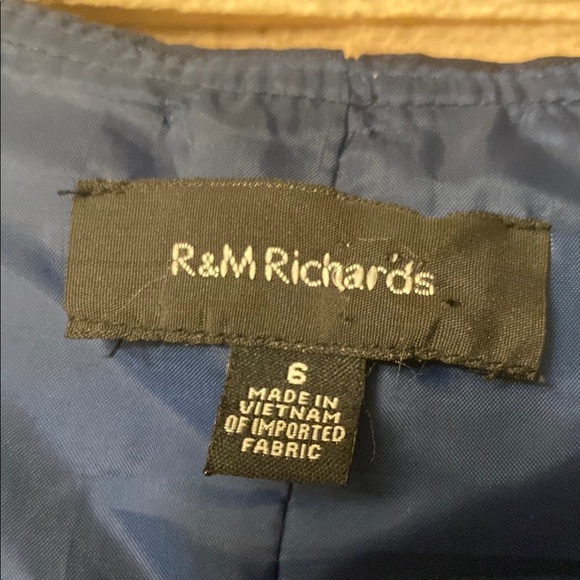 R&M Richards
6
MADE IN
VIETNAM
OF IMPORTED
FABRIC